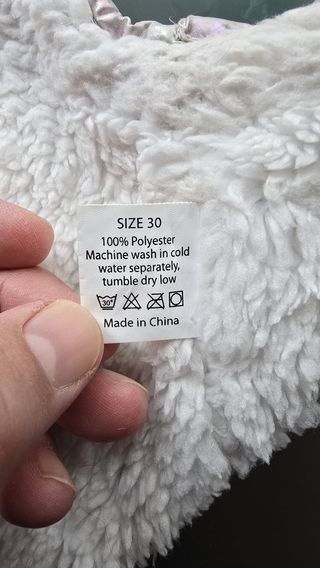 SIZE 30
100% Polyester
Machine wash in cold
water separately,
tumble dry low
30°
Made in China